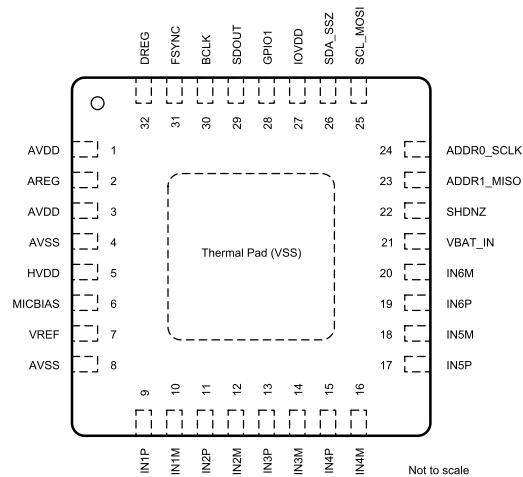 DREG
FSYNC
BCLK
SDOUT
GPIO1
IOVDD
SDA_SSZ
SCL_MOSI
32
31
30
29
28
27
26
25
AVDD 1
24 ADDR0_SCLK
AREG 2
23 ADDR1_MISO
AVDD 3
22 SHDNZ
AVSS 4
21 VBAT_IN
Thermal Pad (VSS)
HVDD 5
20 IN6M
MICBIAS 6
19 IN6P
VREF 7
18 IN5M
AVSS 8
17 IN5P
9
10
11
12
13
14
15
16
IN1P
IN1M
IN2P
IN2M
IN3P
IN3M
IN4P
IN4M
Not to scale